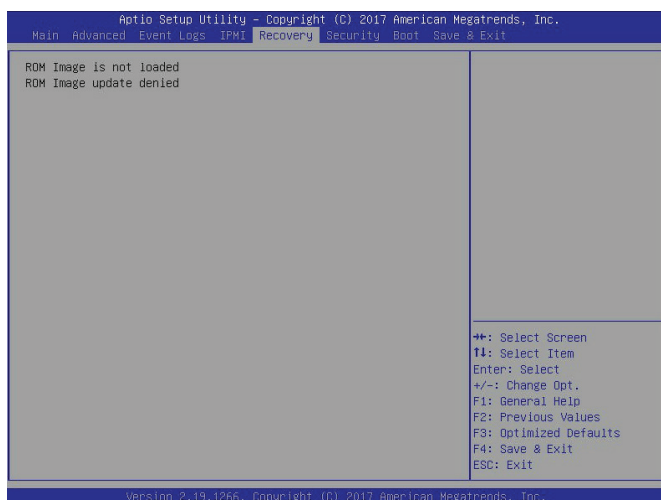 Aptio Setup Utility – Copyright (C) 2017 American Megatrends, Inc.
Main Advanced Event Logs IPMI Recovery Security Boot Save & Exit
ROM Image is not loaded
ROM Image update denied
→←: Select Screen
↑↓: Select Item
Enter: Select
+/-: Change Opt.
F1: General Help
F2: Previous Values
F3: Optimized Defaults
F4: Save & Exit
ESC: Exit
Version 2.19.1266. Copyright (C) 2017 American Megatrends, Inc.